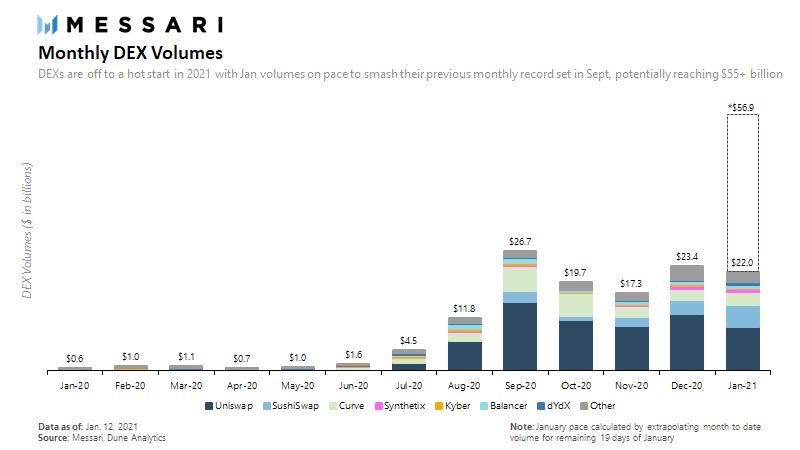 MESSARI
Monthly DEX Volumes
DEXs are off to a hot start in 2021 with Jan volumes on pace to smash their previous monthly record set in Sept, potentially reaching $55+ billion
DEX Volumes ($ in billions)
*$56.9
$0.6 $1.0 $1.1 $0.7 $1.0 $1.6 $4.5 $11.8 $26.7 $19.7 $17.3 $23.4 $22.0
Jan-20 Feb-20 Mar-20 Apr-20 May-20 Jun-20 Jul-20 Aug-20 Sep-20 Oct-20 Nov-20 Dec-20 Jan-21
Uniswap SushiSwap Curve Synthetix Kyber Balancer dYdX Other
Data as of: Jan. 12, 2021
Source: Messari, Dune Analytics
Note: January pace calculated by extrapolating month to date
volume for remaining 19 days of January